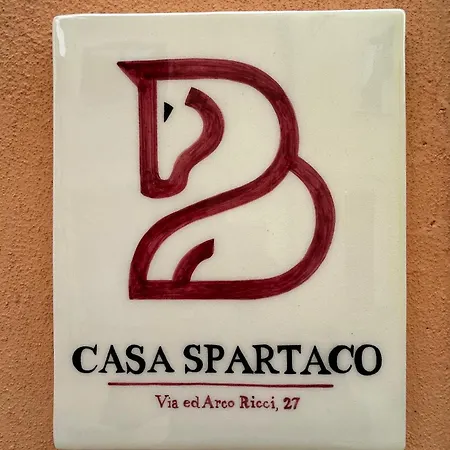 CASA SPARTACO
Via ed Arco Ricci, 27